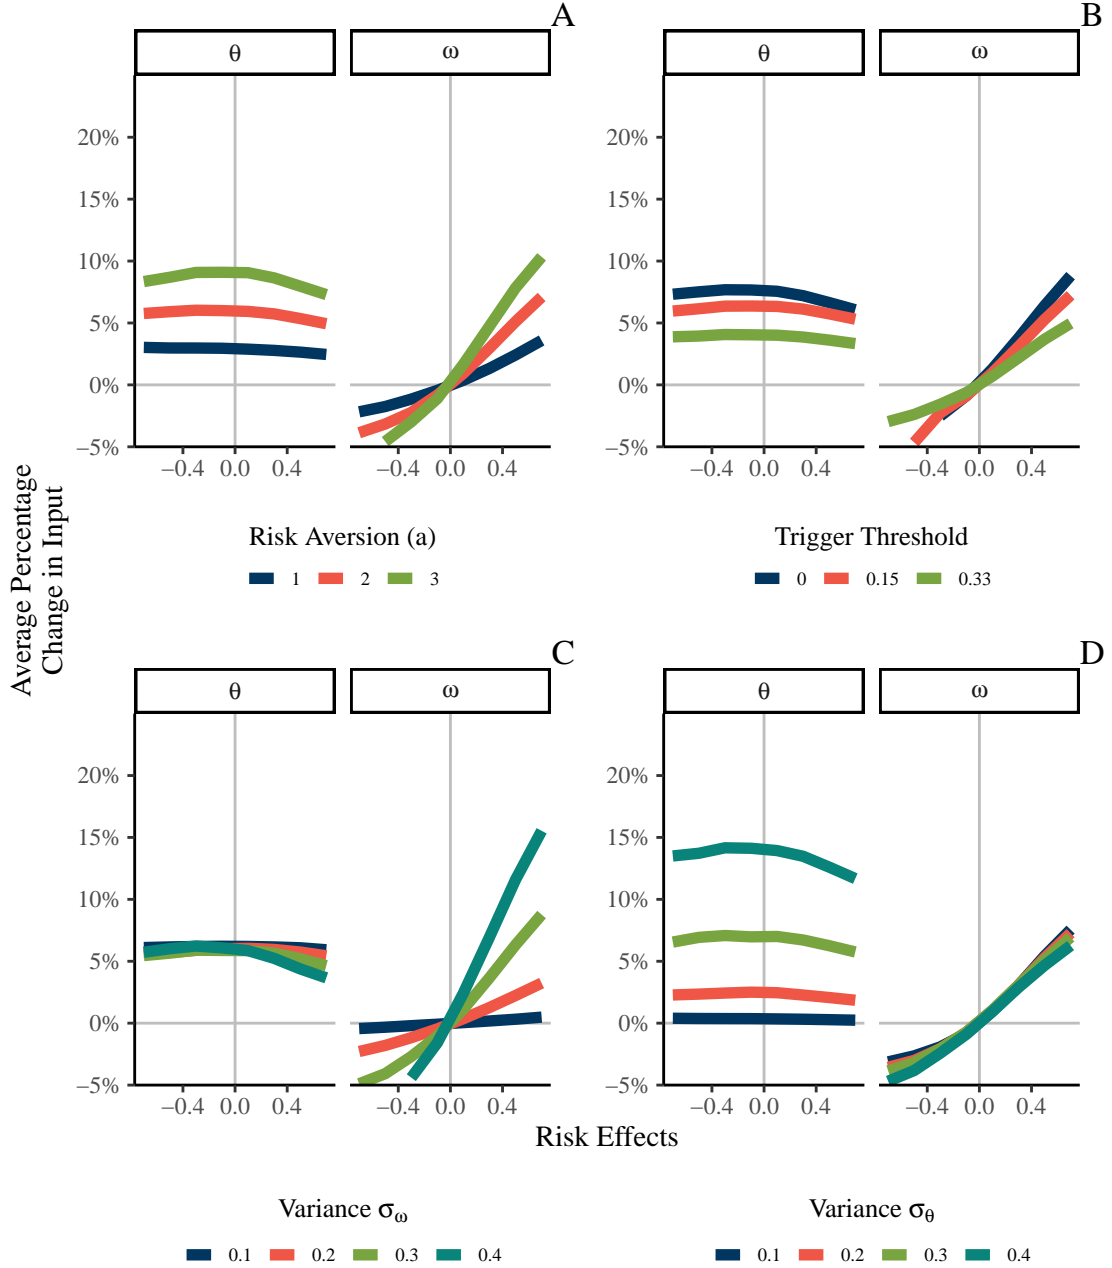 A
B
θ
ω
θ
ω
20%
15%
10%
5%
0%
−5%
20%
15%
10%
5%
0%
−5%
−0.4 0.0 0.4
−0.4 0.0 0.4
−0.4 0.0 0.4
−0.4 0.0 0.4
Risk Aversion (a)
1 2 3
Trigger Threshold
0 0.15 0.33
Average Percentage
Change in Input
C
D
θ
ω
θ
ω
20%
15%
10%
5%
0%
−5%
20%
15%
10%
5%
0%
−5%
−0.4 0.0 0.4
−0.4 0.0 0.4
−0.4 0.0 0.4
−0.4 0.0 0.4
Risk Effects
Variance σω
0.1 0.2 0.3 0.4
Variance σθ
0.1 0.2 0.3 0.4